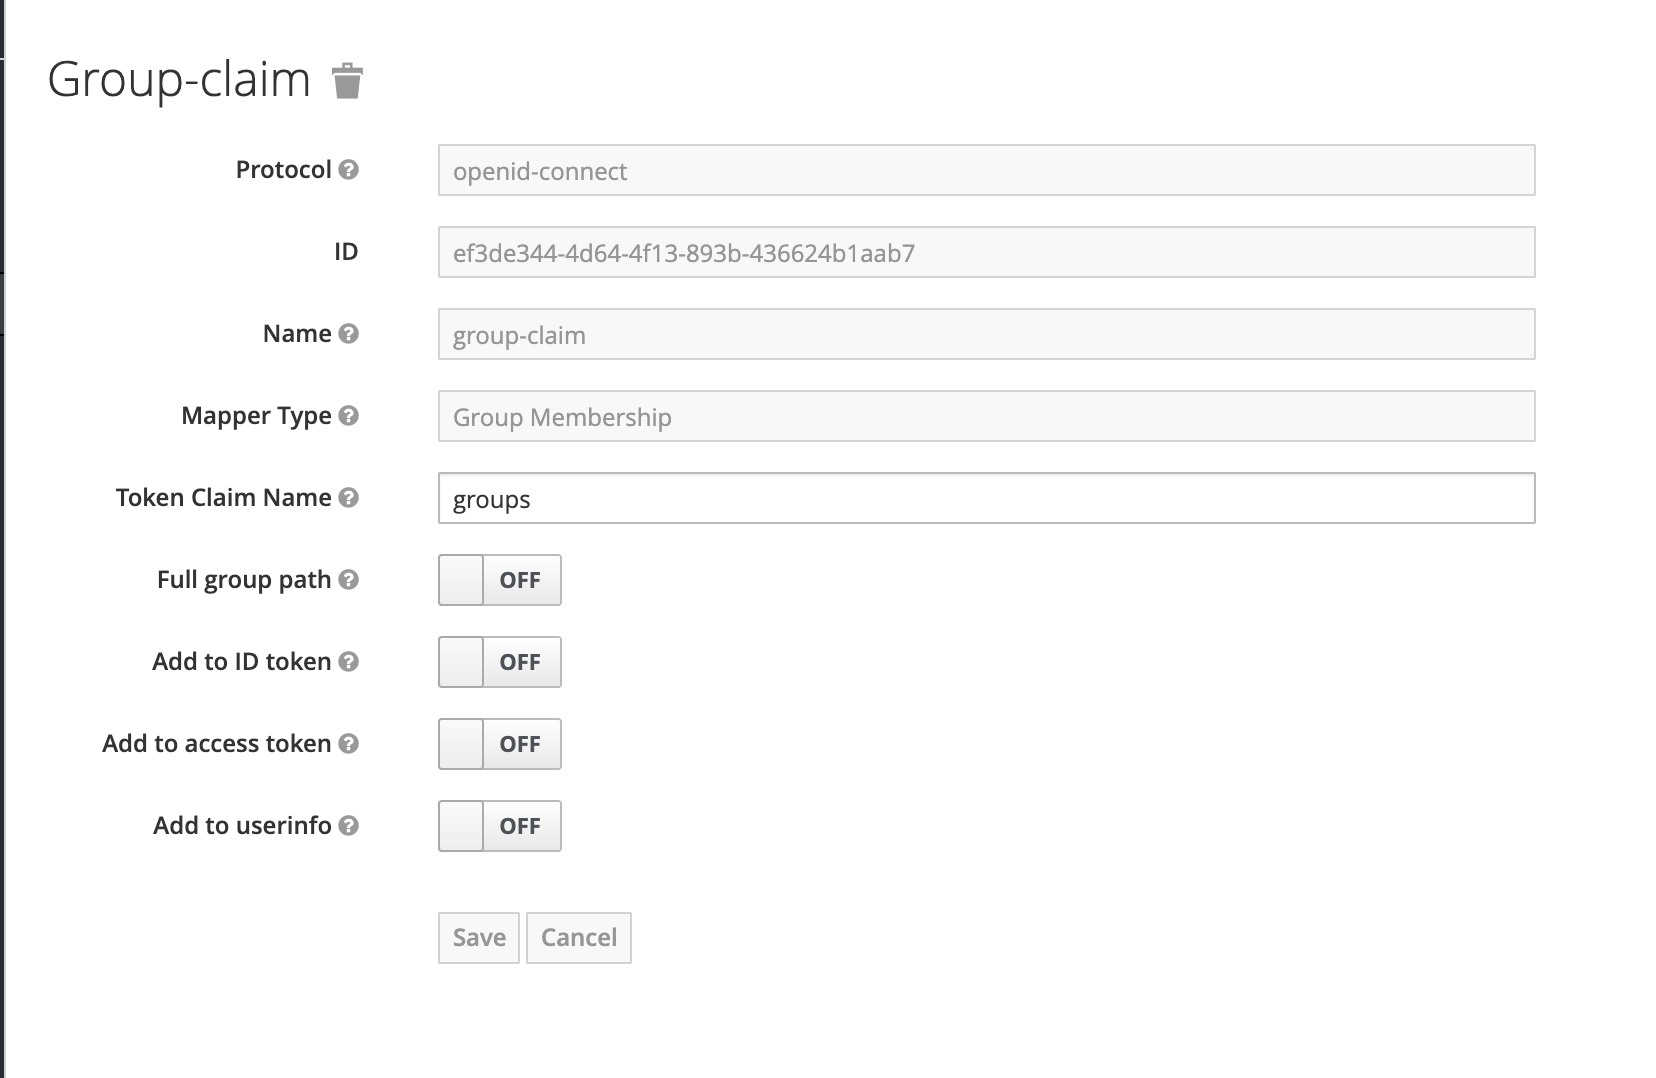 Group-claim
Protocol
openid-connect
ID
ef3de344-4d64-4f13-893b-436624b1aab7
Name
group-claim
Mapper Type
Group Membership
Token Claim Name
groups
Full group path
OFF
Add to ID token
OFF
Add to access token
OFF
Add to userinfo
OFF
Save Cancel